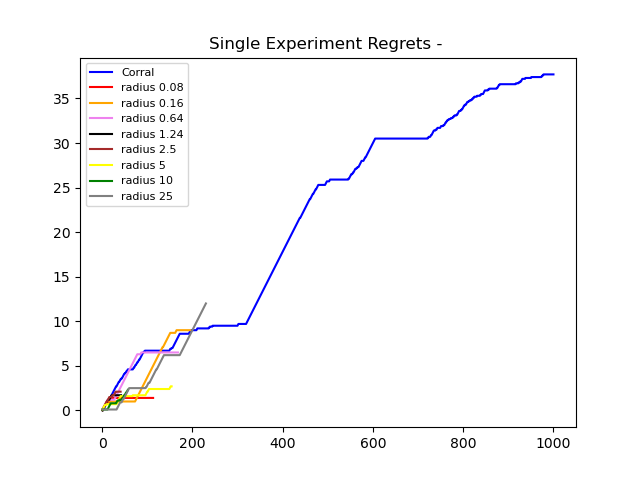 Single Experiment Regrets -
Corral
radius 0.08
radius 0.16
radius 0.64
radius 1.24
radius 2.5
radius 5
radius 10
radius 25
35
30
25
20
15
10
5
0
0 200 400 600 800 1000